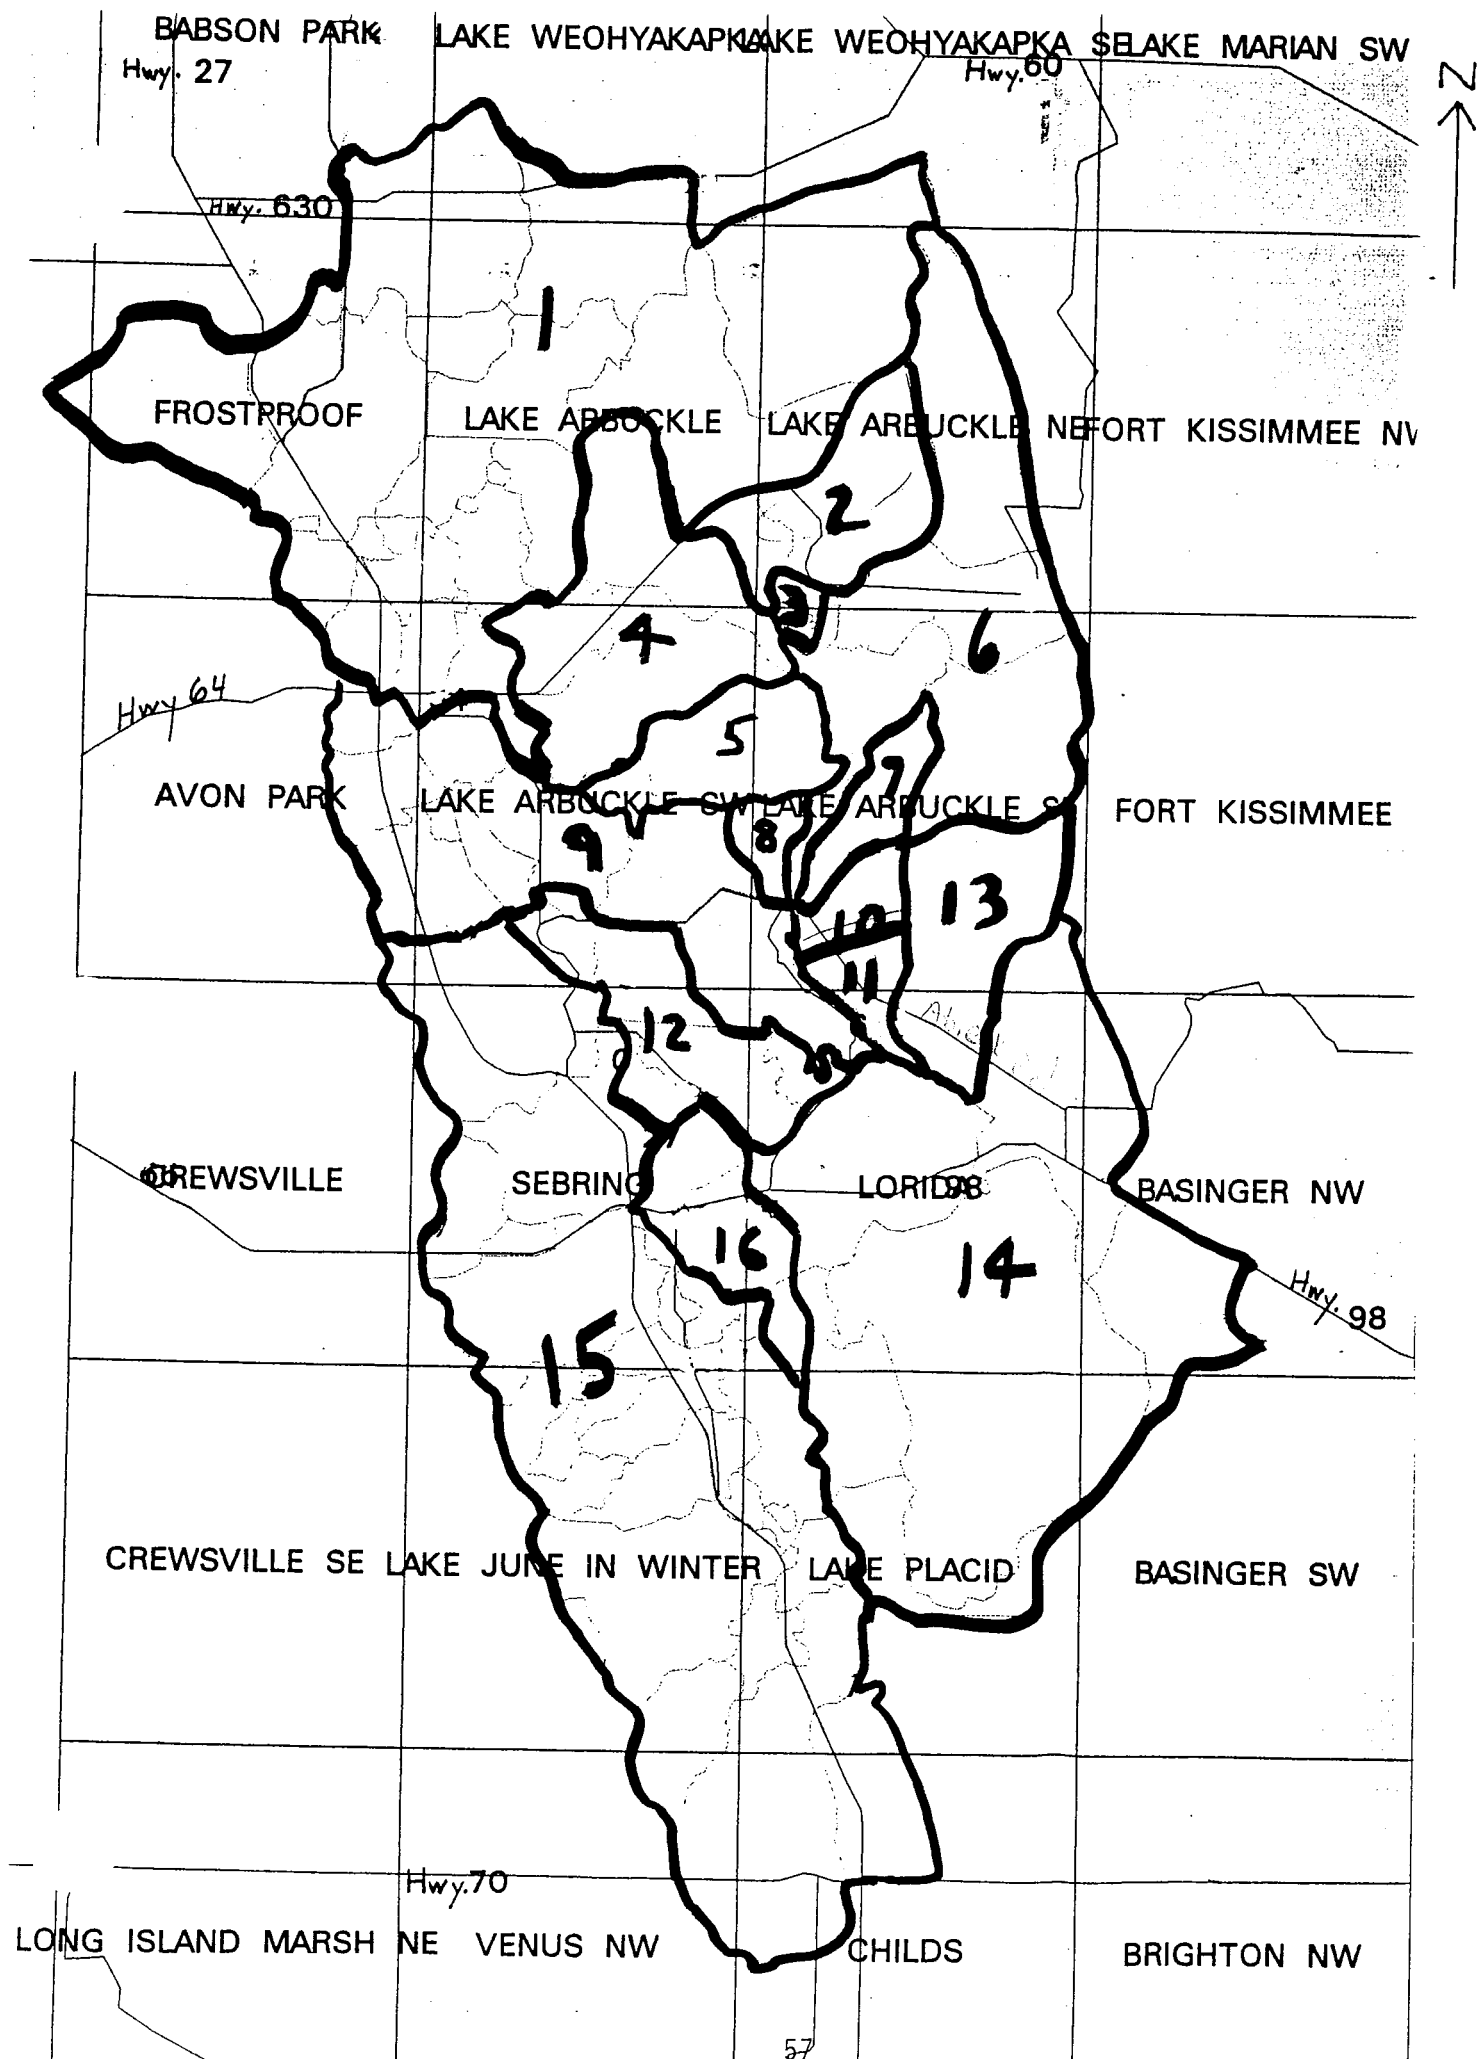 BABSON PARK LAKE WEOHYAKAPKA LAKE WEOHYAKAPKA SE LAKE MARIAN SW
Hwy. 27 Hwy. 60
N
Hwy. 630
1
FROSTPROOF LAKE ARBUCKLE LAKE ARBUCKLE NE FORT KISSIMMEE NW
2
3
4 6
Hwy 64
5
7
AVON PARK LAKE ARBUCKLE SW LAKE ARBUCKLE SE FORT KISSIMMEE
9 8
13
10
11
12
CREWSVILLE SEBRING LORIDA 98 BASINGER NW
16 14
Hwy. 98
15
CREWSVILLE SE LAKE JUNE IN WINTER LAKE PLACID BASINGER SW
Hwy. 70
LONG ISLAND MARSH NE VENUS NW CHILDS BRIGHTON NW
57